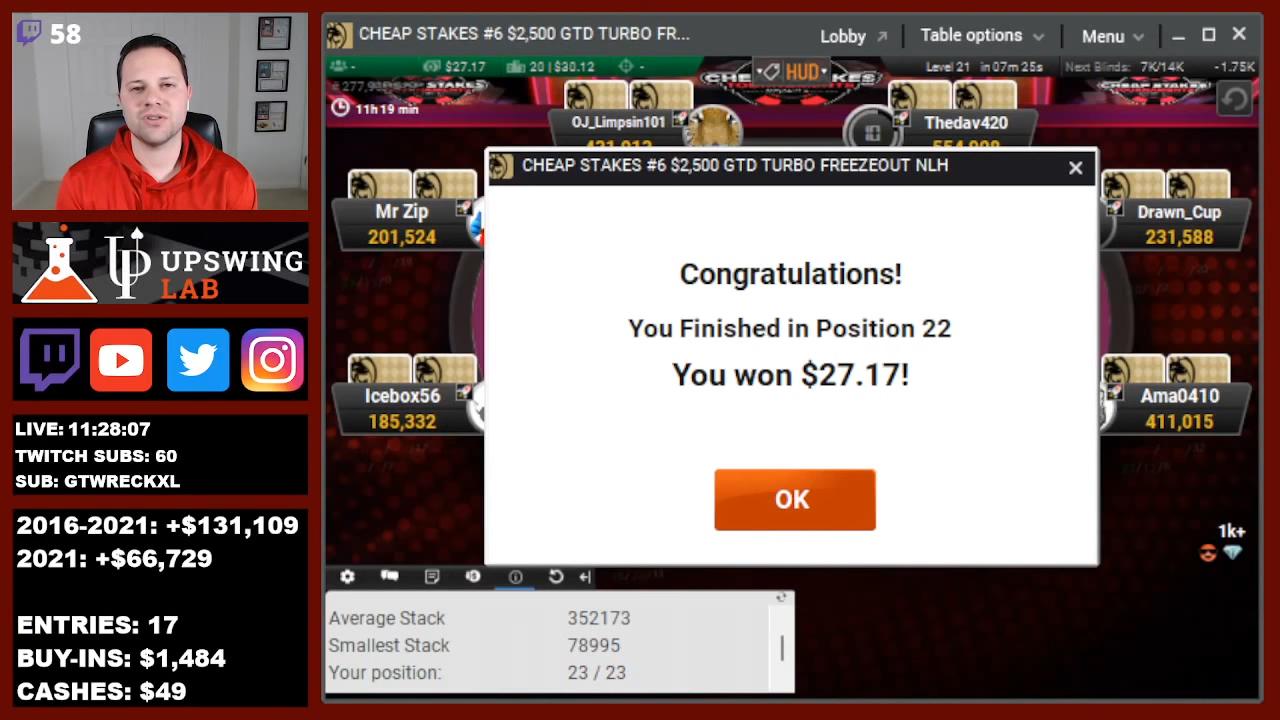 58
UPSWING
LAB
LIVE: 11:28:07
TWITCH SUBS: 60
SUB: GTWRECKXL
2016-2021: +$131,109
2021: +$66,729
ENTRIES: 17
BUY-INS: $1,484
CASHES: $49
CHEAP STAKES #6 $2,500 GTD TURBO FR...
Lobby
Table options
Menu
$27.17
20 | $30.12
HUD
Level 21 in 07m 25s
Next Blinds: 7K/14K -1.75K
11h 19 min
OJ_Limpsin101
Thedav420
Mr Zip
201,524
Drawn_Cup
231,588
Icebox56
185,332
Ama0410
411,015
CHEAP STAKES #6 $2,500 GTD TURBO FREEZEOUT NLH
Congratulations!
You Finished in Position 22
You won $27.17!
OK
1k+
Average Stack 352173
Smallest Stack 78995
Your position: 23 / 23